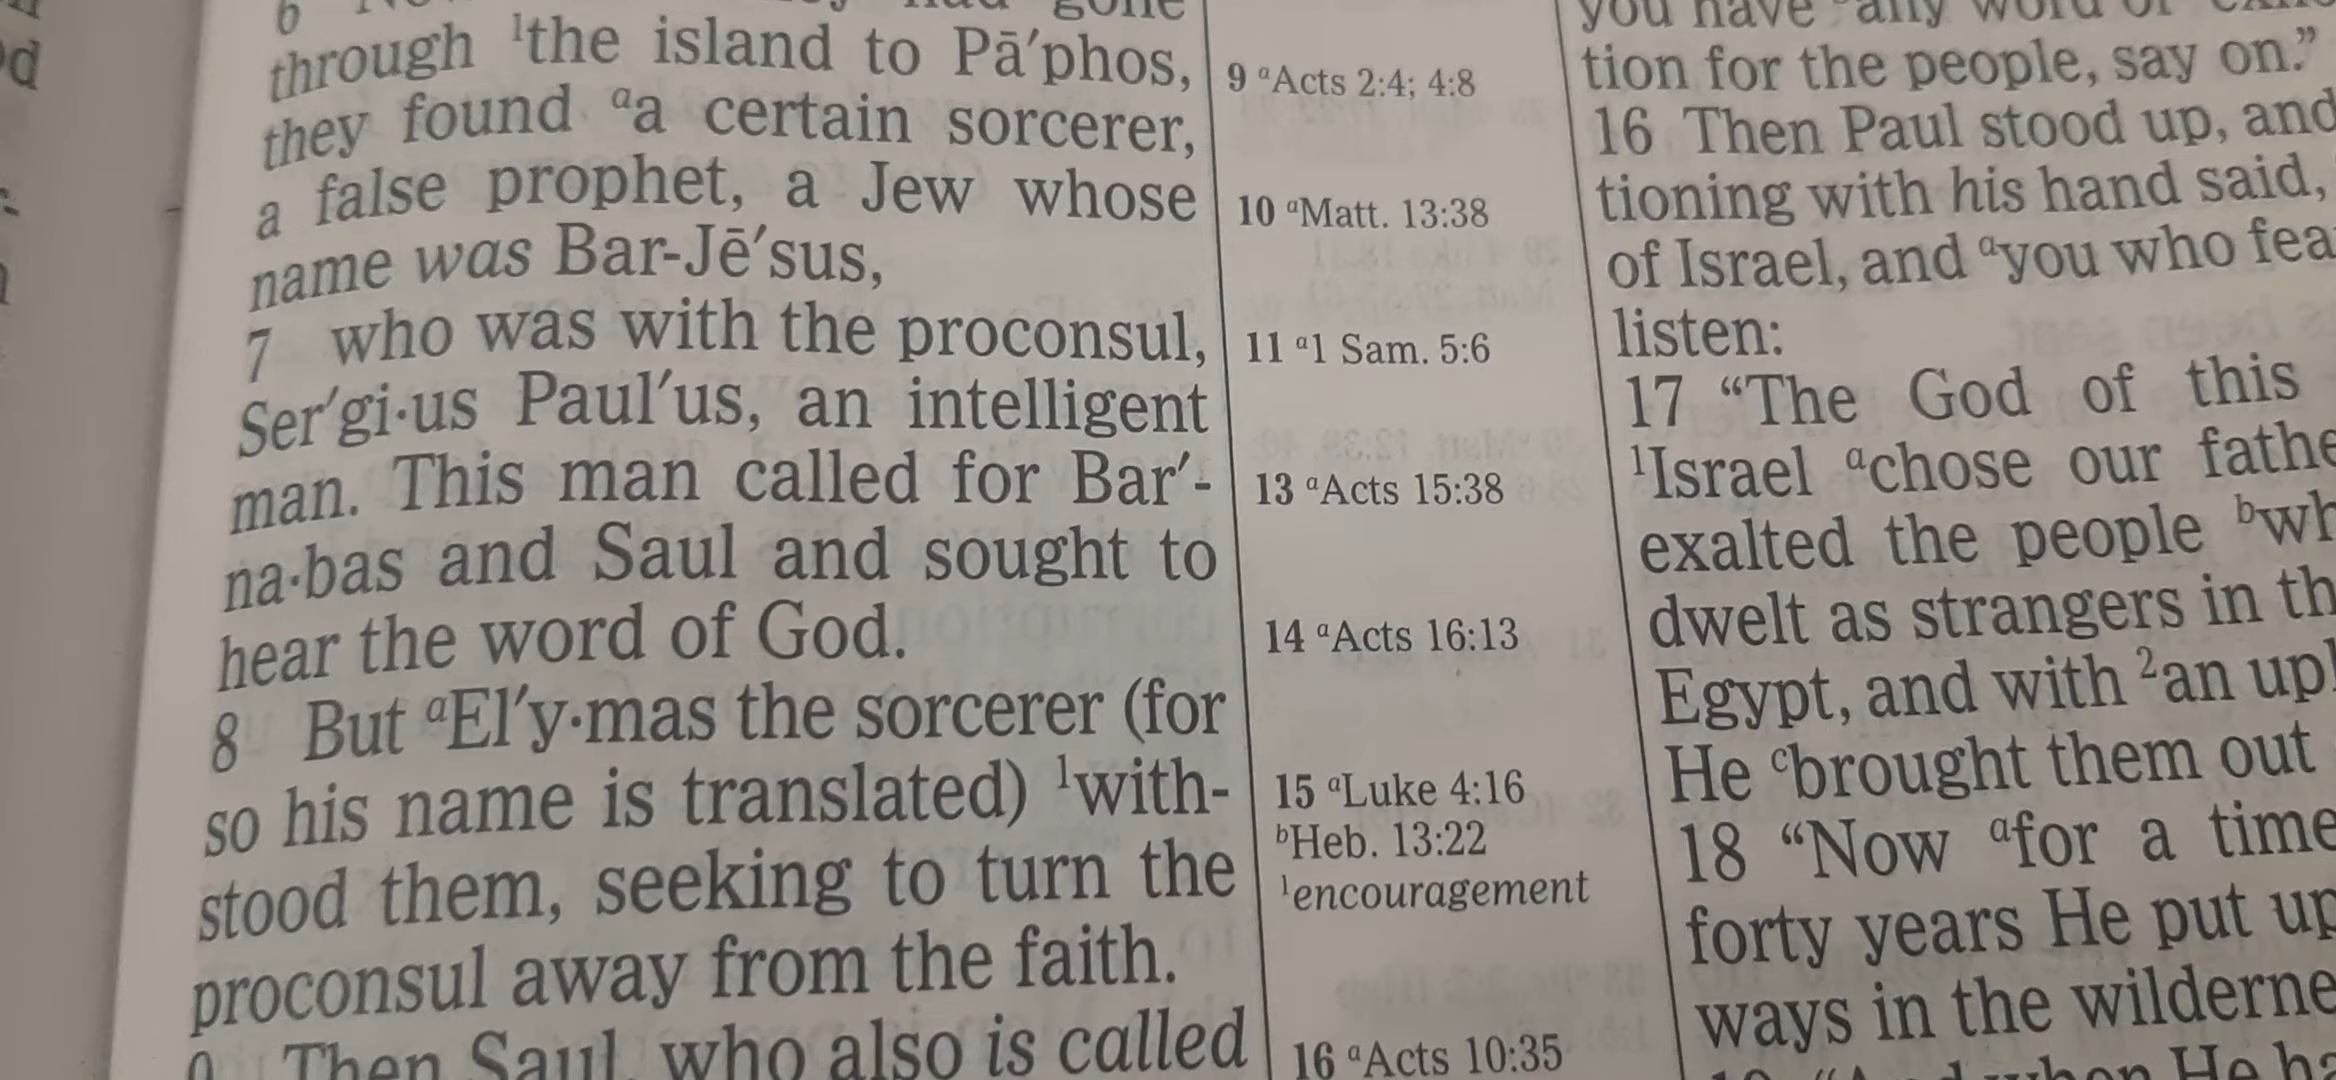 6
gone
through ¹the island to Pā′phos,
they found ᵃa certain sorcerer,
a false prophet, a Jew whose
name was Bar-Jē′sus,
7 who was with the proconsul,
Ser′gi·us Paul′us, an intelligent
man. This man called for Bar′-
na·bas and Saul and sought to
hear the word of God.
8 But ᵃEl′y·mas the sorcerer (for
so his name is translated) ¹with-
stood them, seeking to turn the
proconsul away from the faith.
Then Saul, who also is called
9 ᵃActs 2:4; 4:8
10 ᵃMatt. 13:38
11 ᵃ1 Sam. 5:6
13 ᵃActs 15:38
14 ᵃActs 16:13
15 ᵃLuke 4:16
ᵇHeb. 13:22
¹encouragement
16 ᵃActs 10:35
you have any word of
tion for the people, say on.”
16 Then Paul stood up, and
tioning with his hand said,
of Israel, and ᵃyou who fea
listen:
17 “The God of this
¹Israel ᵃchose our fathe
exalted the people ᵇwh
dwelt as strangers in th
Egypt, and with ²an upl
He ᶜbrought them out
18 “Now ᵃfor a time
forty years He put up
ways in the wilderne